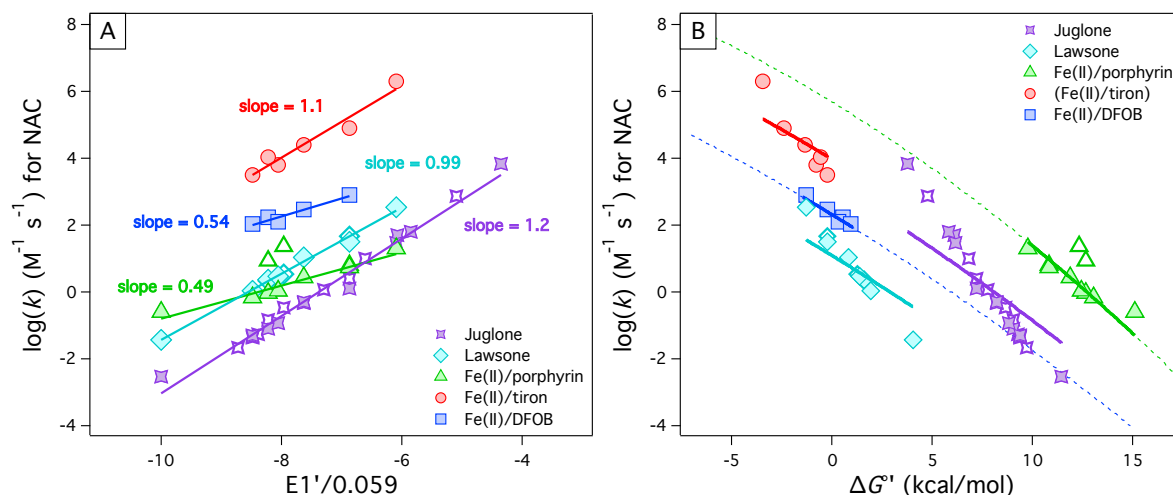 A
8
6
4
2
0
-2
-4
log(k) (M⁻¹ s⁻¹) for NAC
slope = 1.1
slope = 0.99
slope = 0.54
slope = 1.2
slope = 0.49
Juglone
Lawsone
Fe(II)/porphyrin
Fe(II)/tiron
Fe(II)/DFOB
-10
-8
-6
-4
E1'/0.059
B
8
6
4
2
0
-2
-4
log(k) (M⁻¹ s⁻¹) for NAC
Juglone
Lawsone
Fe(II)/porphyrin
(Fe(II)/tiron)
Fe(II)/DFOB
-5
0
5
10
15
ΔG°' (kcal/mol)